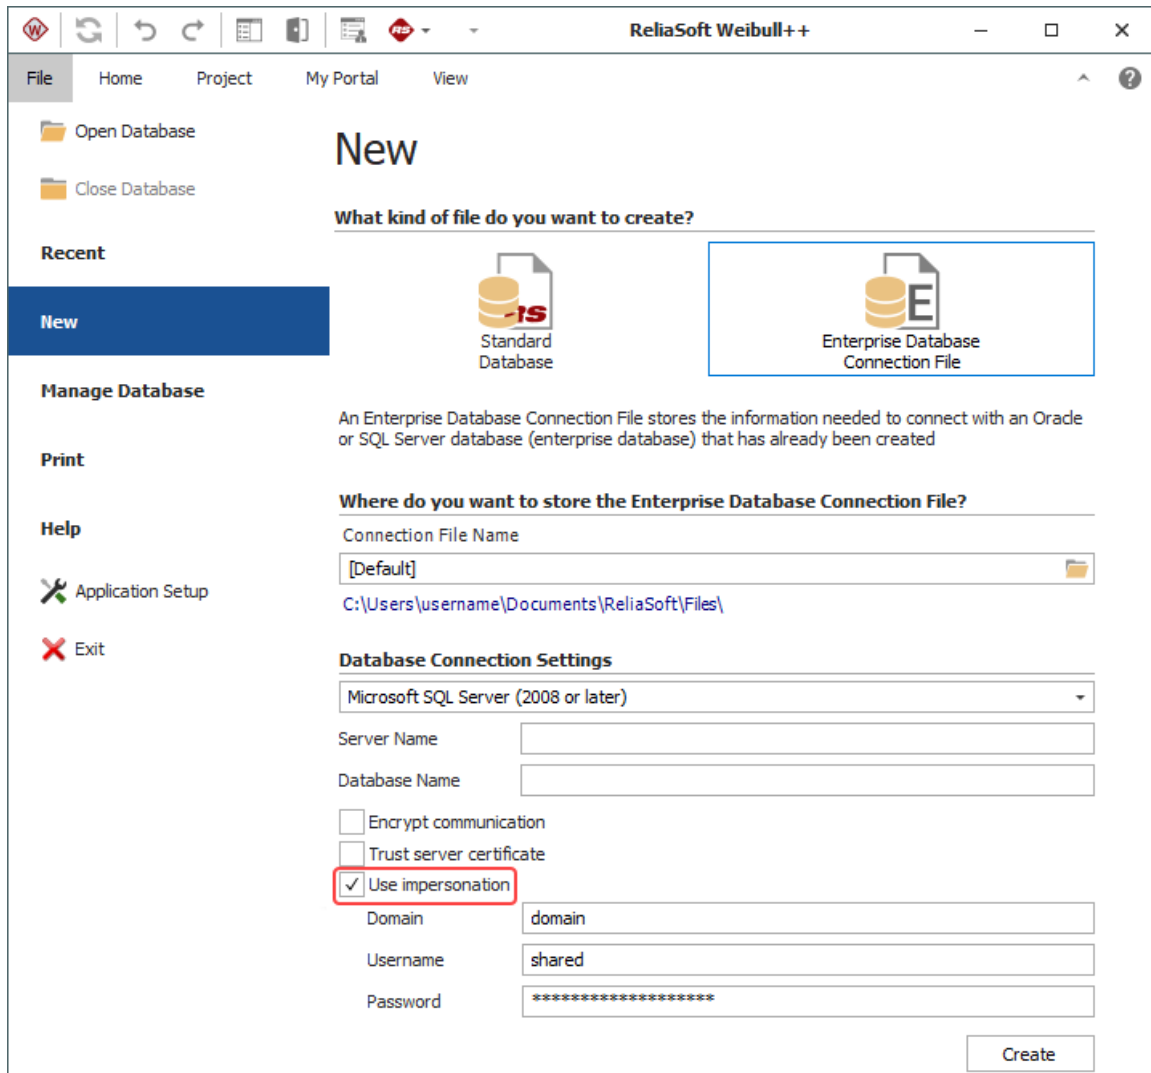 W RS ReliaSoft Weibull++
File Home Project My Portal View ?
Open Database
Close Database
Recent
New
Manage Database
Print
Help
Application Setup
Exit
New
What kind of file do you want to create?
RS E
Standard Enterprise Database
Database Connection File
An Enterprise Database Connection File stores the information needed to connect with an Oracle
or SQL Server database (enterprise database) that has already been created
Where do you want to store the Enterprise Database Connection File?
Connection File Name
[Default]
C:\Users\username\Documents\ReliaSoft\Files\
Database Connection Settings
Microsoft SQL Server (2008 or later)
Server Name
Database Name
Encrypt communication
Trust server certificate
Use impersonation
Domain domain
Username shared
Password *******************
Create